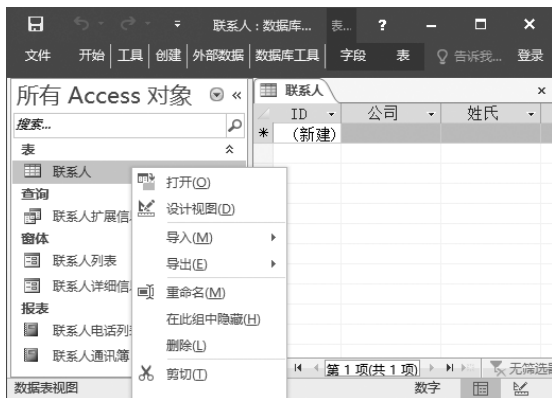 联系人 : 数据库... 表... ?
文件 开始 工具 创建 外部数据 数据库工具 字段 表 告诉我... 登录
所有 Access 对象
搜索...
表
联系人
查询
联系人扩展信
窗体
联系人列表
联系人详细信
报表
联系人电话列
联系人通讯簿
联系人
ID 公司 姓氏
* (新建)
打开(O)
设计视图(D)
导入(M)
导出(E)
重命名(M)
在此组中隐藏(H)
删除(L)
剪切(T)
第 1 项(共 1 项) 无筛选
数据表视图 数字